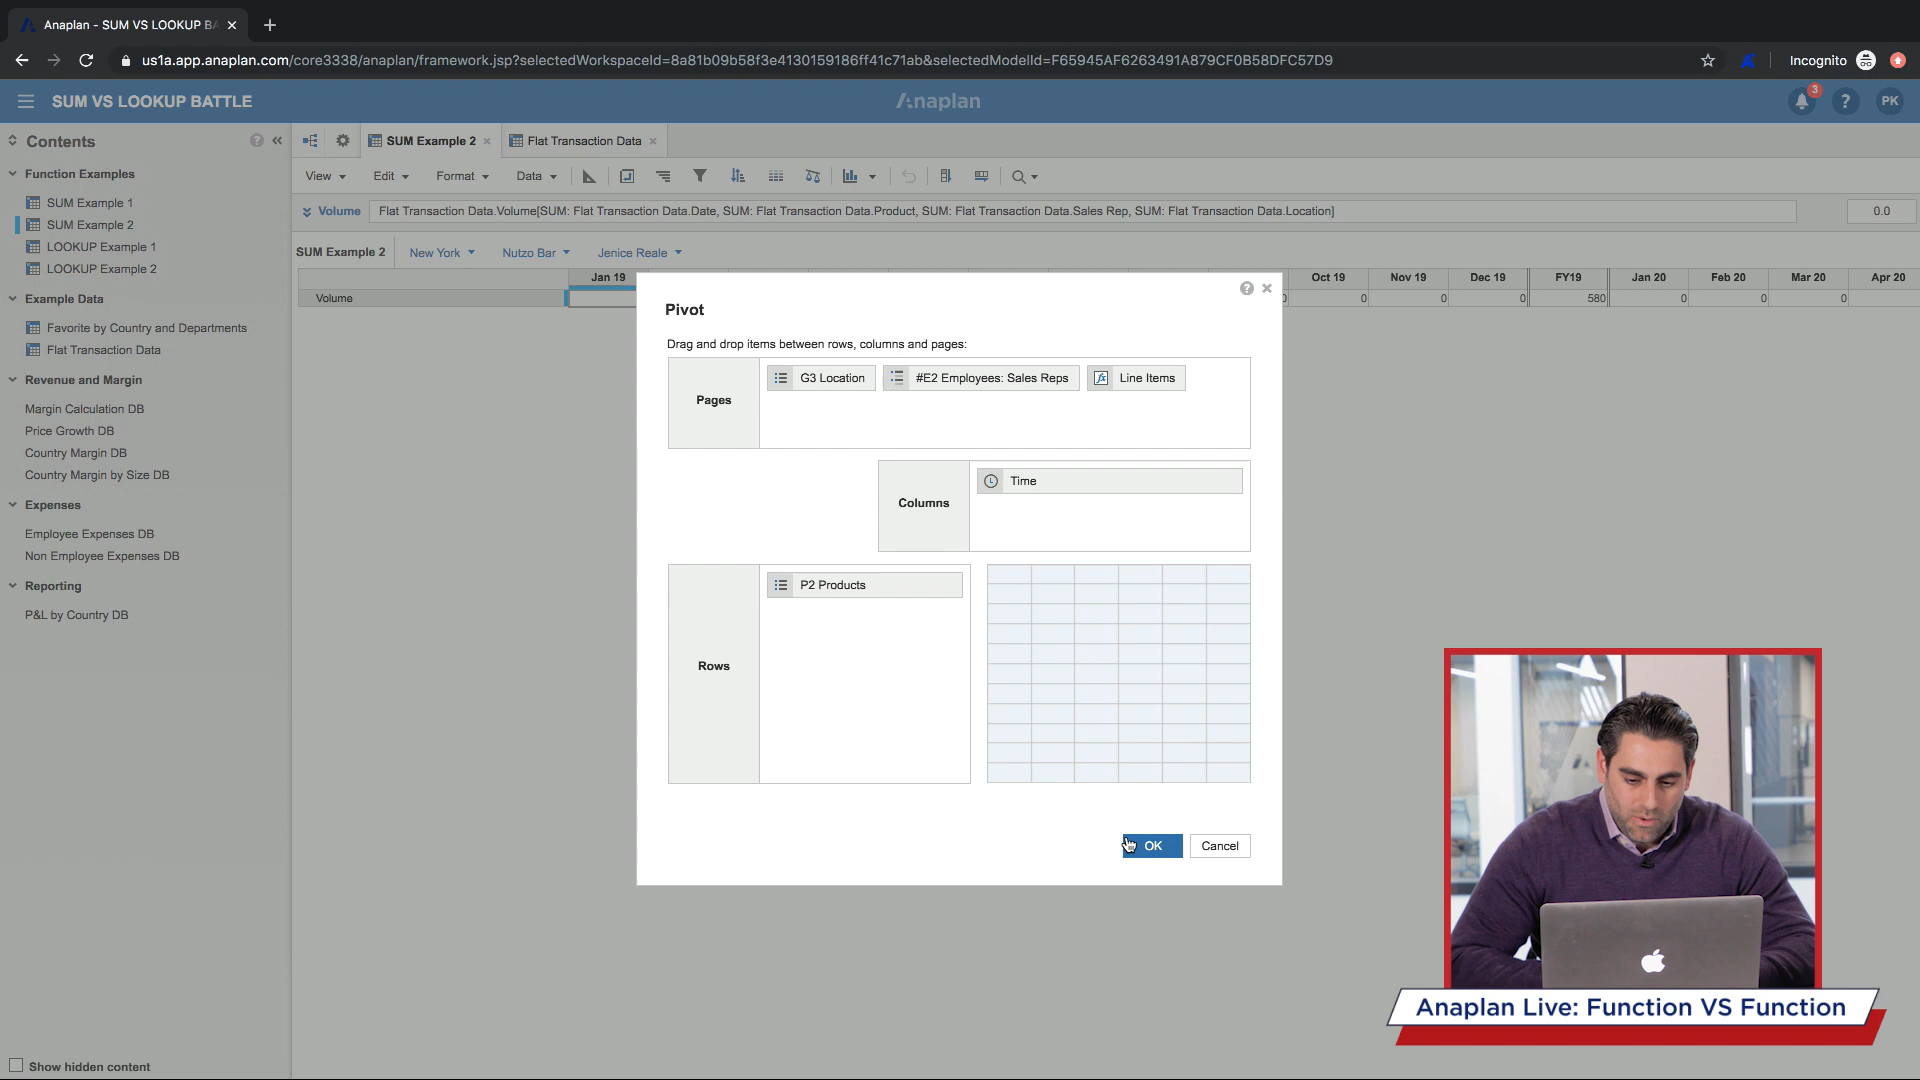 Anaplan - SUM VS LOOKUP BA
us1a.app.anaplan.com/core3338/anaplan/framework.jsp?selectedWorkspaceId=8a81b09b58f3e4130159186ff41c71ab&selectedModelId=F65945AF6263491A879CF0B58DFC57D9
Incognito
SUM VS LOOKUP BATTLE
Anaplan
3
?
PK
Contents
?
SUM Example 2
Flat Transaction Data
Function Examples
View
Edit
Format
Data
SUM Example 1
SUM Example 2
LOOKUP Example 1
LOOKUP Example 2
Volume
Flat Transaction Data.Volume[SUM: Flat Transaction Data.Date, SUM: Flat Transaction Data.Product, SUM: Flat Transaction Data.Sales Rep, SUM: Flat Transaction Data.Location]
0.0
SUM Example 2
New York
Nutzo Bar
Jenice Reale
Jan 19
Oct 19
Nov 19
Dec 19
FY19
Jan 20
Feb 20
Mar 20
Apr 20
Volume
0
0
0
580
0
0
0
Example Data
Favorite by Country and Departments
Flat Transaction Data
Revenue and Margin
Margin Calculation DB
Price Growth DB
Country Margin DB
Country Margin by Size DB
Expenses
Employee Expenses DB
Non Employee Expenses DB
Reporting
P&L by Country DB
Show hidden content
?
Pivot
Drag and drop items between rows, columns and pages:
Pages
G3 Location
#E2 Employees: Sales Reps
fx
Line Items
Columns
Time
Rows
P2 Products
OK
Cancel
Anaplan Live: Function VS Function